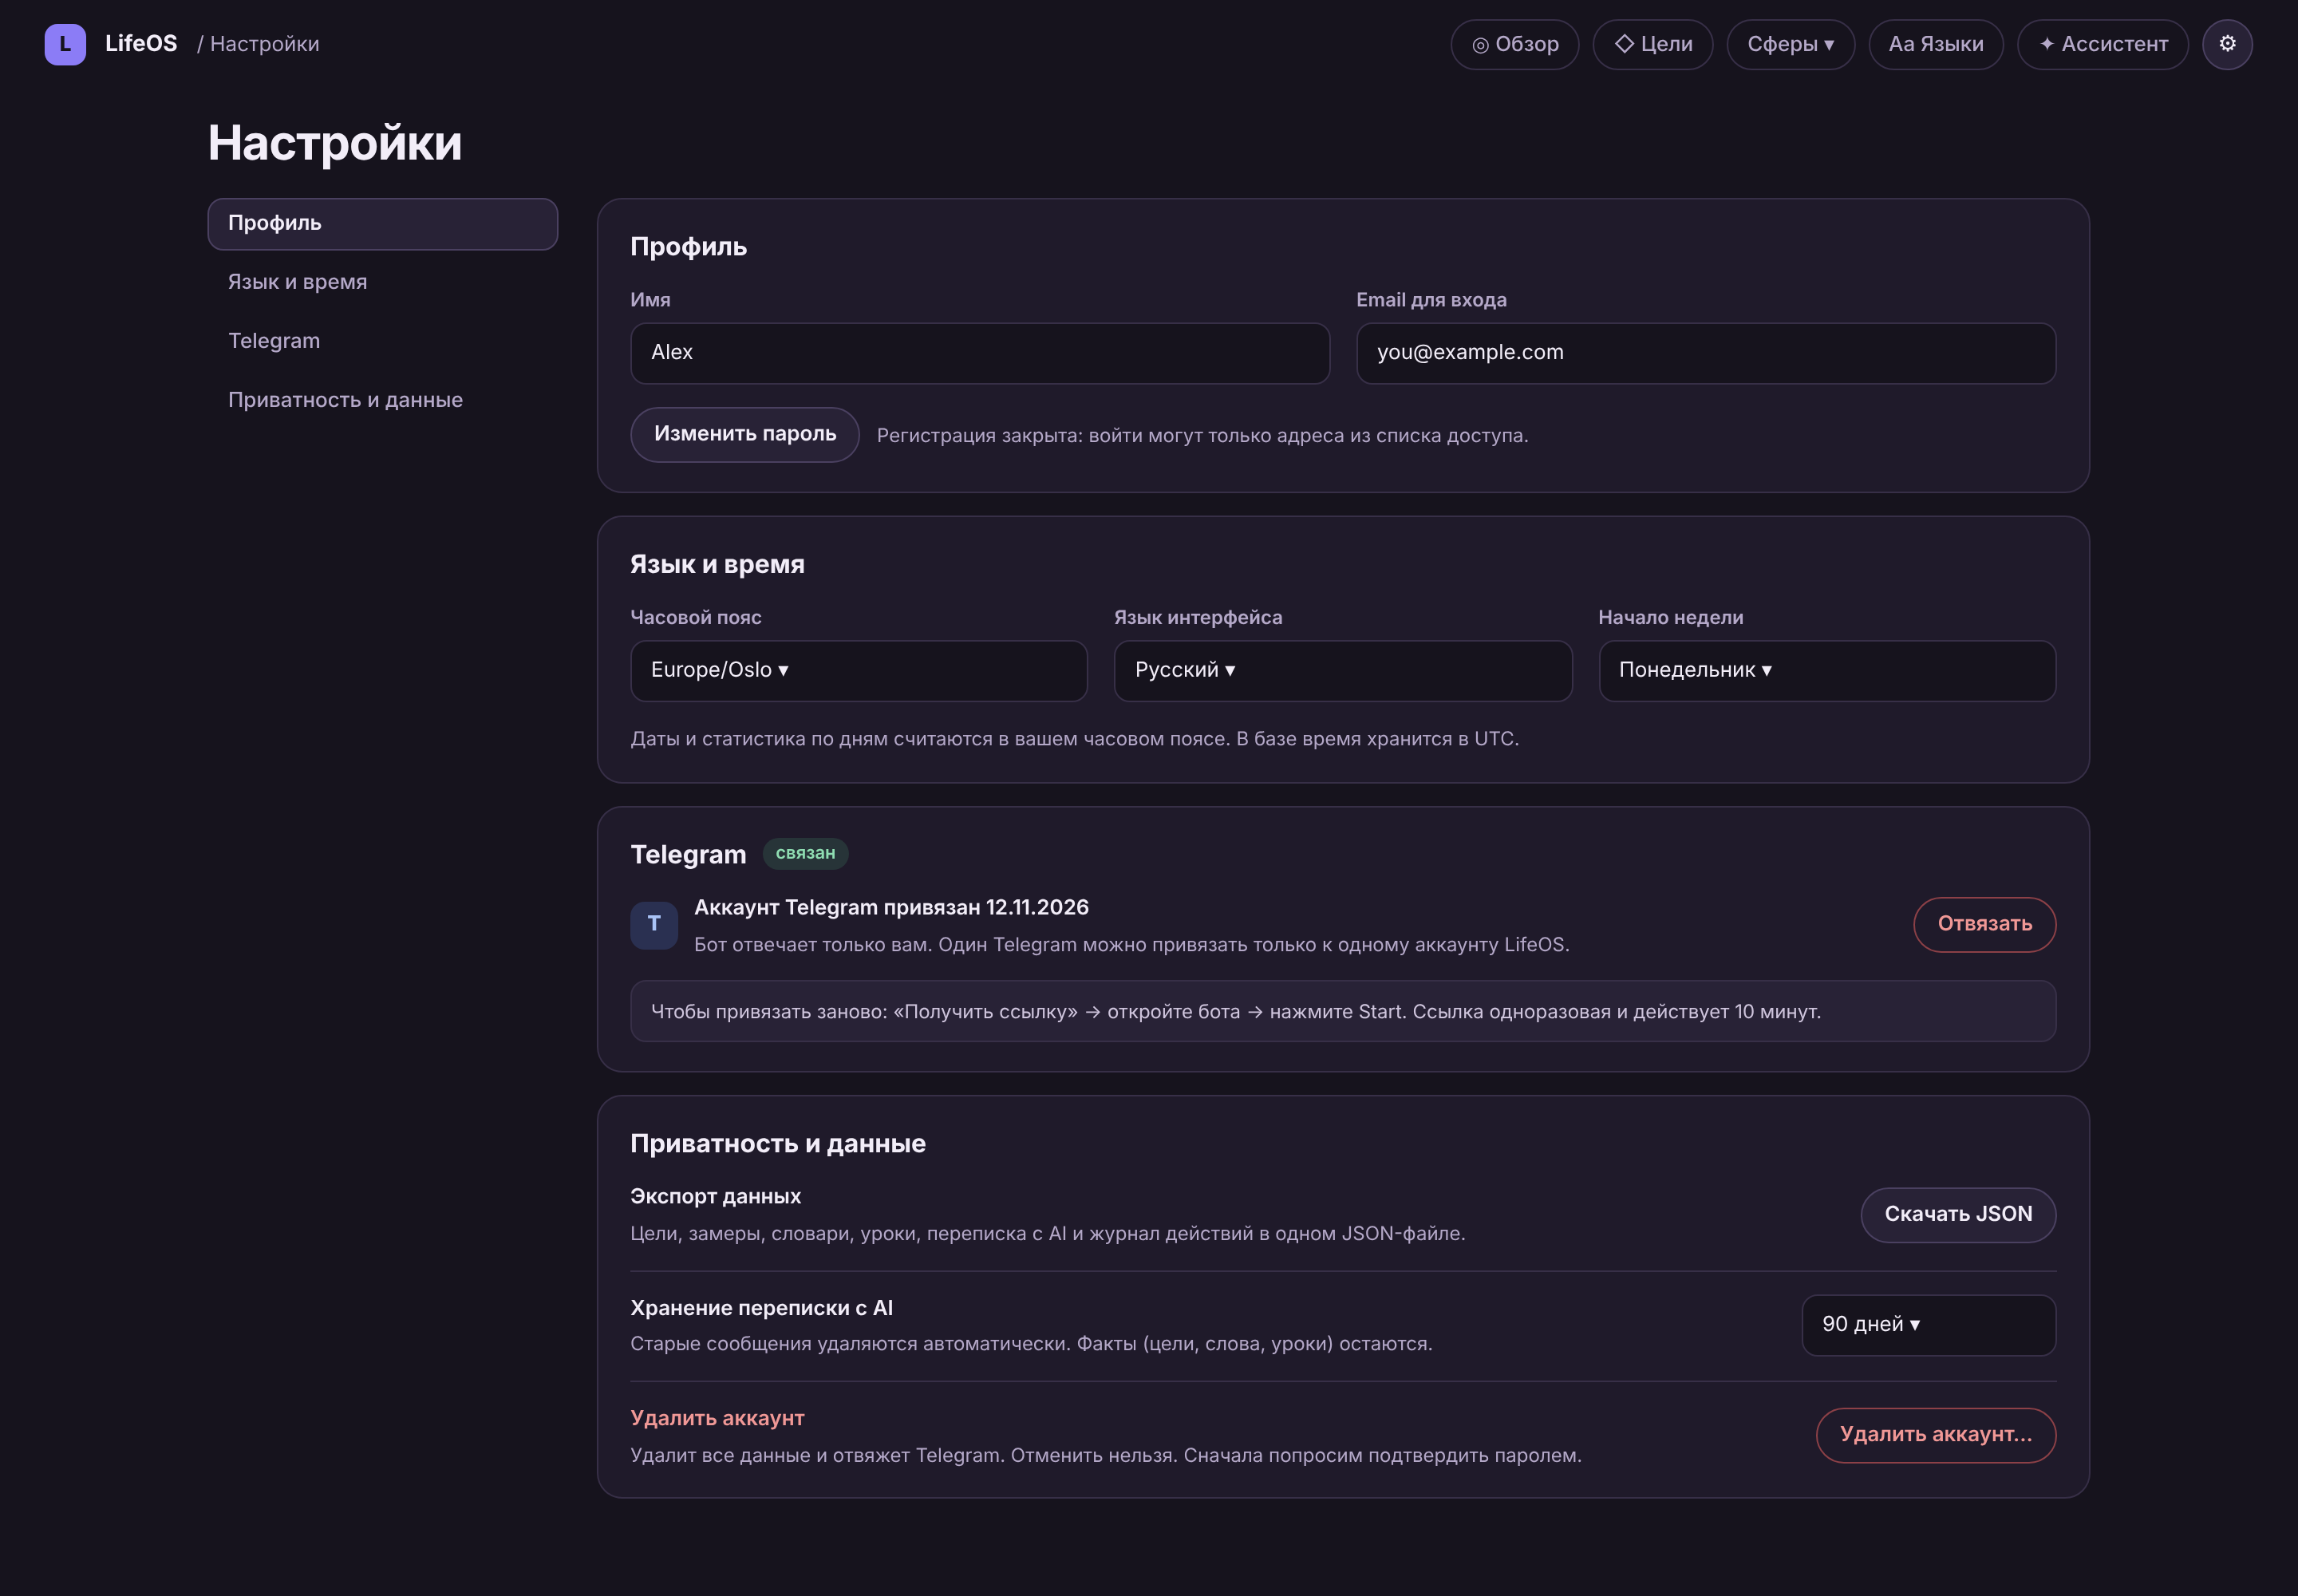 L LifeOS / Настройки
◎ Обзор
◇ Цели
Сферы ▾
Aa Языки
✦ Ассистент
⚙
Настройки
Профиль
Язык и время
Telegram
Приватность и данные
Профиль
Имя
Email для входа
Alex
you@example.com
Изменить пароль
Регистрация закрыта: войти могут только адреса из списка доступа.
Язык и время
Часовой пояс
Язык интерфейса
Начало недели
Europe/Oslo ▾
Русский ▾
Понедельник ▾
Даты и статистика по дням считаются в вашем часовом поясе. В базе время хранится в UTC.
Telegram связан
T
Аккаунт Telegram привязан 12.11.2026
Бот отвечает только вам. Один Telegram можно привязать только к одному аккаунту LifeOS.
Отвязать
Чтобы привязать заново: «Получить ссылку» → откройте бота → нажмите Start. Ссылка одноразовая и действует 10 минут.
Приватность и данные
Экспорт данных
Цели, замеры, словари, уроки, переписка с AI и журнал действий в одном JSON-файле.
Скачать JSON
Хранение переписки с AI
Старые сообщения удаляются автоматически. Факты (цели, слова, уроки) остаются.
90 дней ▾
Удалить аккаунт
Удалит все данные и отвяжет Telegram. Отменить нельзя. Сначала попросим подтвердить паролем.
Удалить аккаунт...